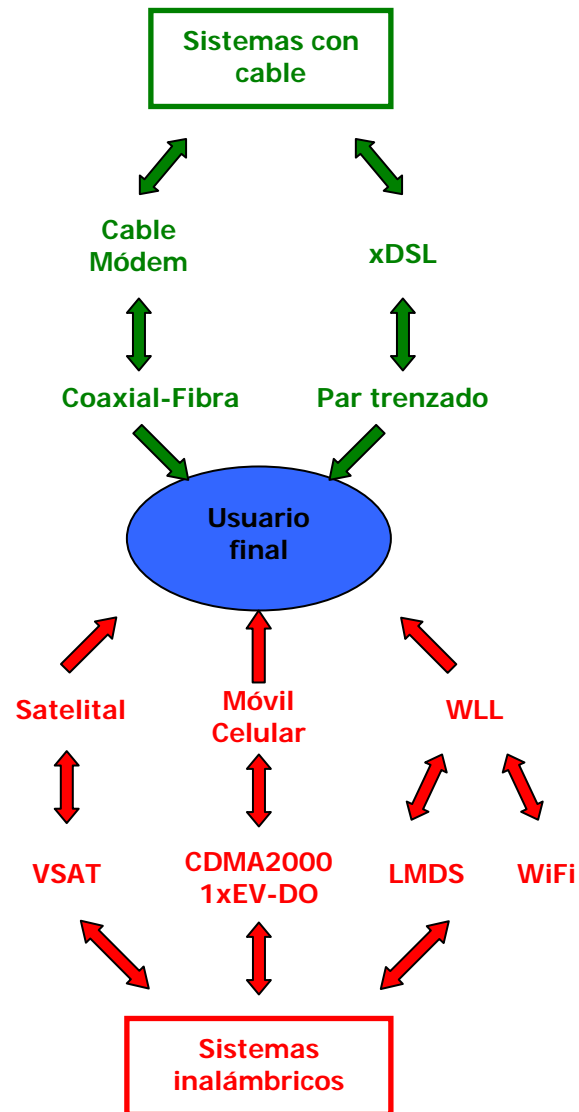 Sistemas con
cable
Cable
Módem
xDSL
Coaxial-Fibra
Par trenzado
Usuario
final
Satelital
Móvil
Celular
WLL
VSAT
CDMA2000
1xEV-DO
LMDS
WiFi
Sistemas
inalámbricos